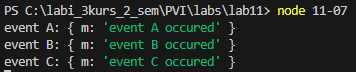 PS C:\labi_3kurs_2_sem\PVI\labs\lab11> node 11-07
event A: { m: 'event A occured' }
event B: { m: 'event B occured' }
event C: { m: 'event C occured' }